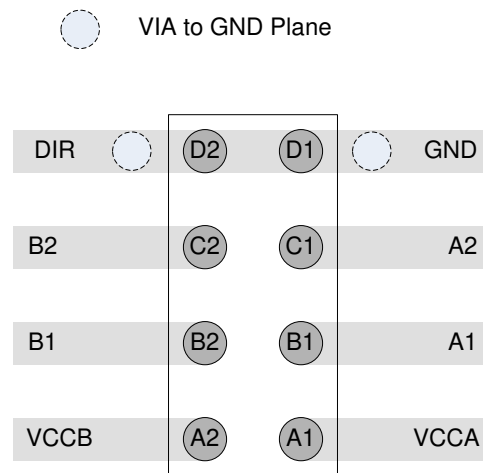 VIA to GND Plane
DIR D2 D1 GND
B2 C2 C1 A2
B1 B2 B1 A1
VCCB A2 A1 VCCA